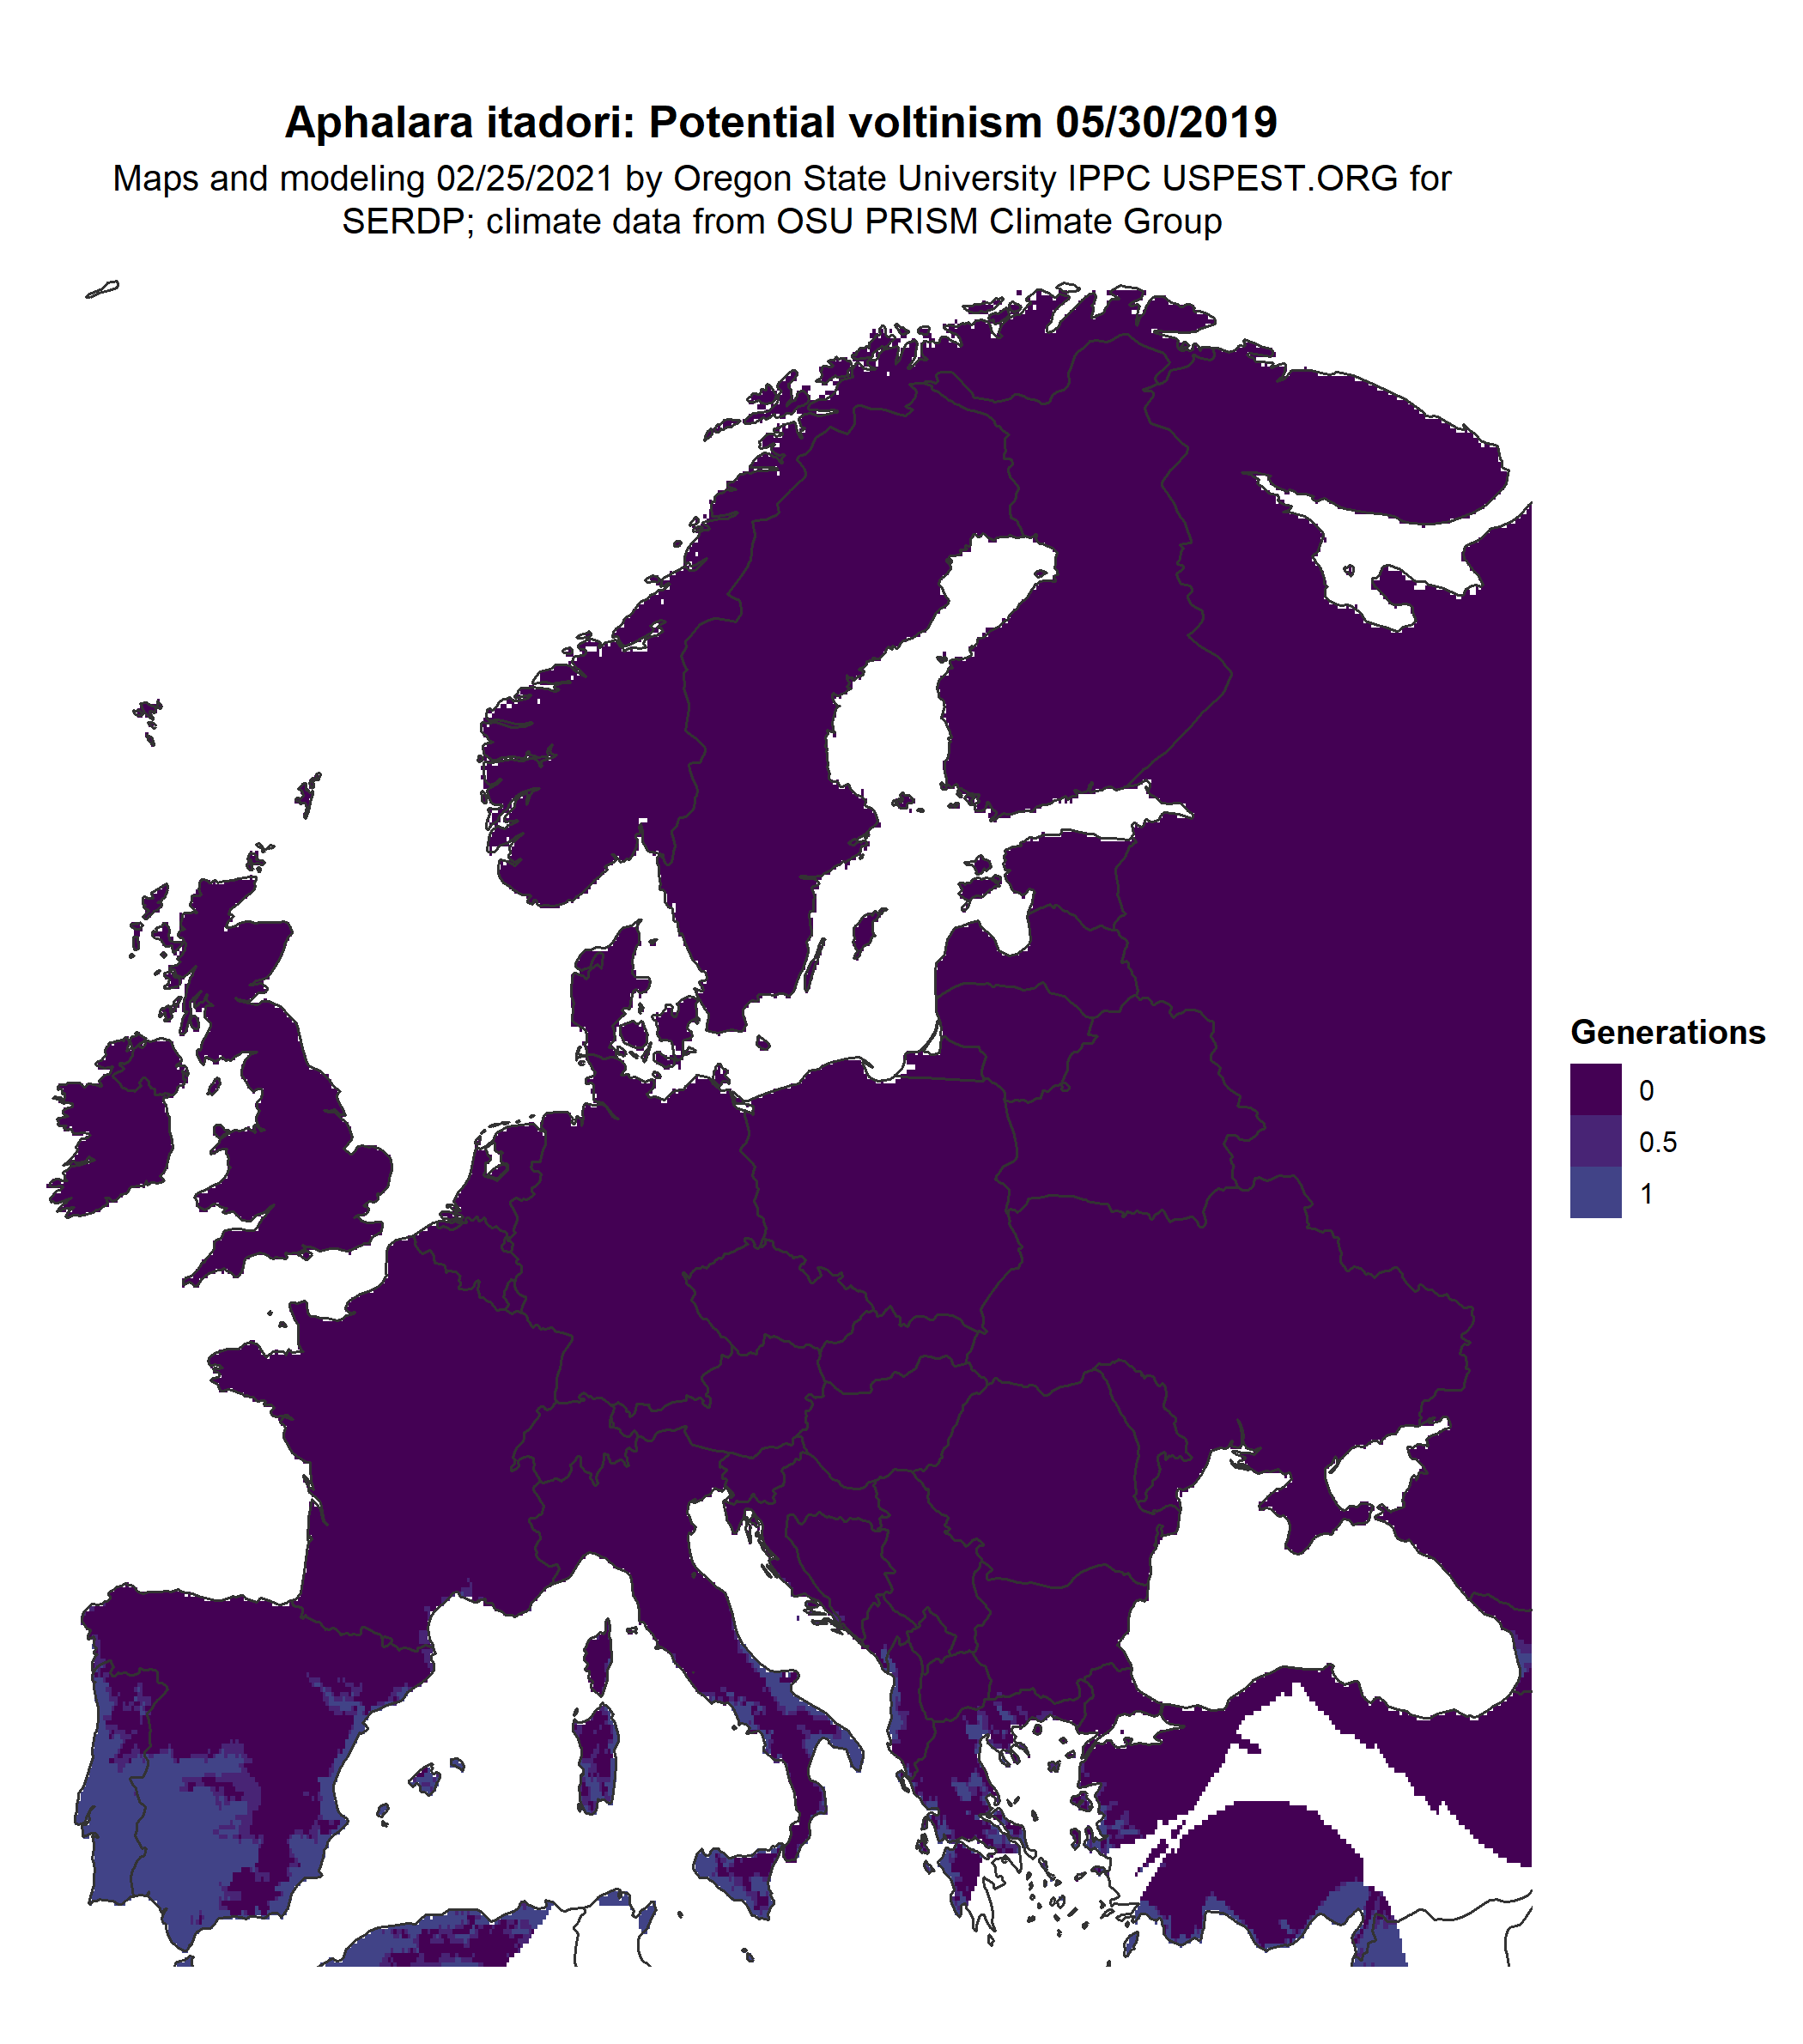 Aphalara itadori: Potential voltinism 05/30/2019
Maps and modeling 02/25/2021 by Oregon State University IPPC USPEST.ORG for
SERDP; climate data from OSU PRISM Climate Group
Generations
0
0.5
1